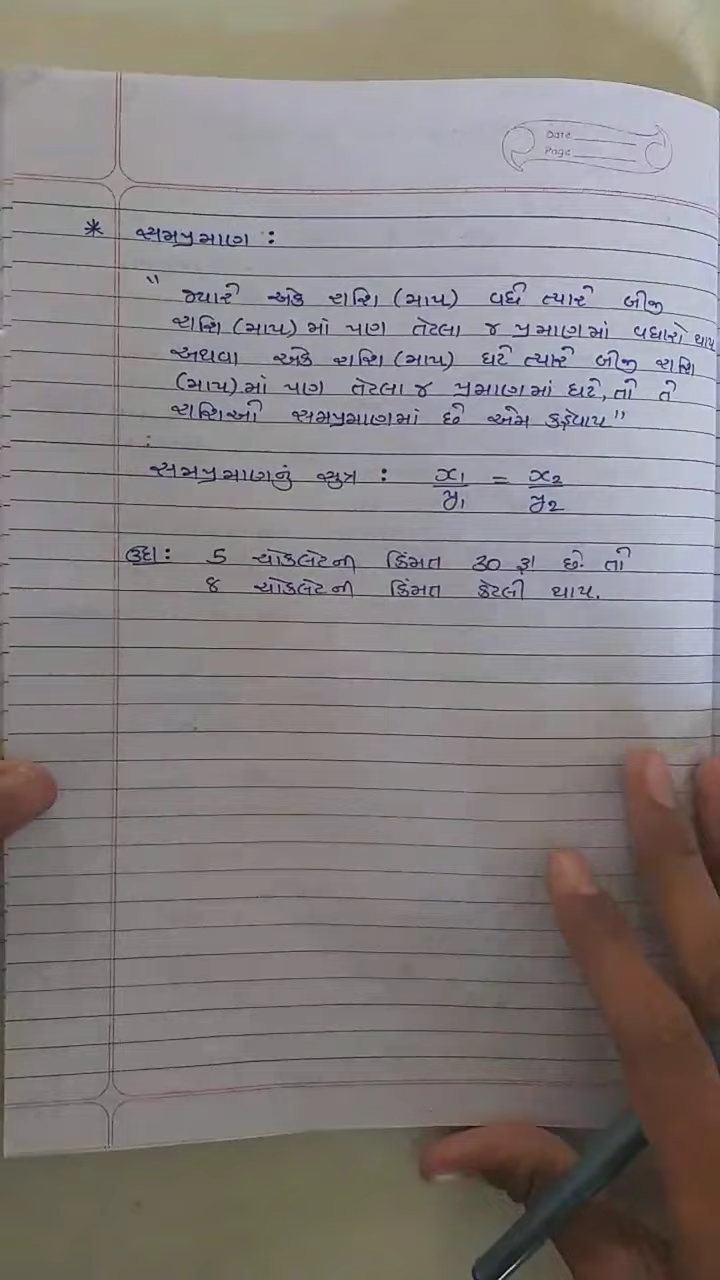 Date
Page
* સમપ્રમાણ :
" જ્યારે એક રાશિ (માપ) વધે ત્યારે બીજી
રાશિ (માપ) માં પણ તેટલા જ પ્રમાણમાં વધારો થાય
અથવા એક રાશિ (માપ) ઘટે ત્યારે બીજી રાશિ
(માપ) માં પણ તેટલા જ પ્રમાણમાં ઘટે, તો તે
રાશિઓ સમપ્રમાણમાં છે એમ કહેવાય"
સમપ્રમાણનું સુત્ર : x₁/y₁ = x₂/y₂
ઉદા: 5 ચોકલેટની કિંમત 30 રૂા છે તો
8 ચોકલેટની કિંમત કેટલી થાય.